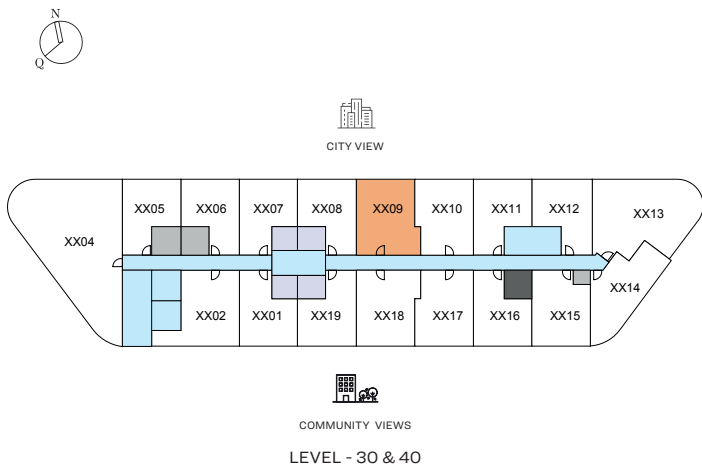 N
Q
CITY VIEW
XX05 XX06 XX07 XX08 XX09 XX10 XX11 XX12
XX04 XX13
XX14
XX02 XX01 XX19 XX18 XX17 XX16 XX15
COMMUNITY VIEWS
LEVEL - 30 & 40